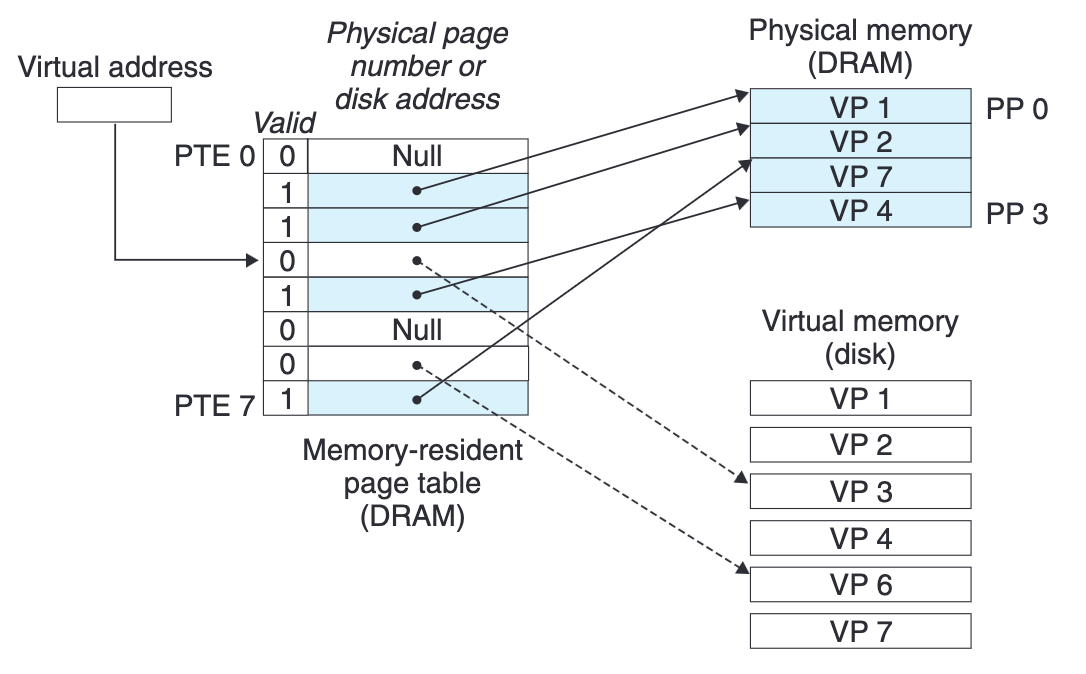 Virtual address
Physical page
number or
disk address
Valid
PTE 0
0 Null
1
1
0
1
0 Null
0
PTE 7
1
Memory-resident
page table
(DRAM)
Physical memory
(DRAM)
VP 1 PP 0
VP 2
VP 7
VP 4 PP 3
Virtual memory
(disk)
VP 1
VP 2
VP 3
VP 4
VP 6
VP 7